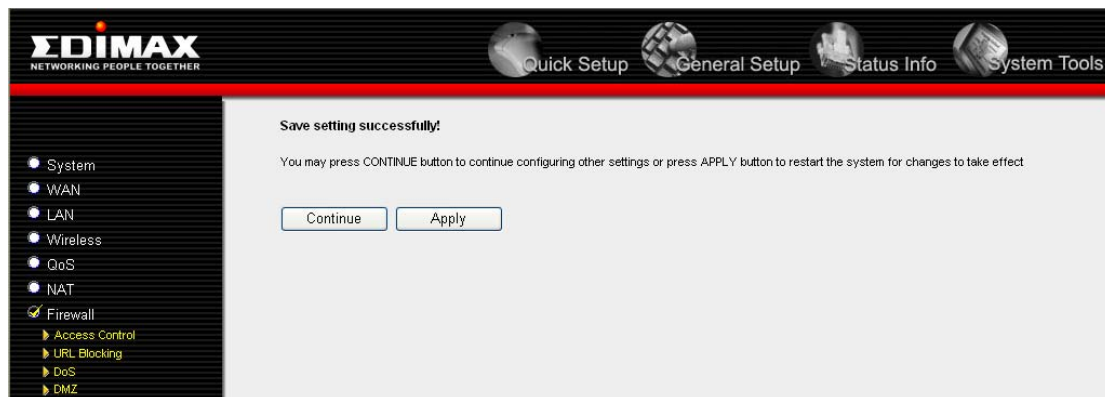 EDIMAX
NETWORKING PEOPLE TOGETHER
Quick Setup
General Setup
Status Info
System Tools
Save setting successfully!
You may press CONTINUE button to continue configuring other settings or press APPLY button to restart the system for changes to take effect
Continue
Apply
System
WAN
LAN
Wireless
QoS
NAT
Firewall
Access Control
URL Blocking
DoS
DMZ